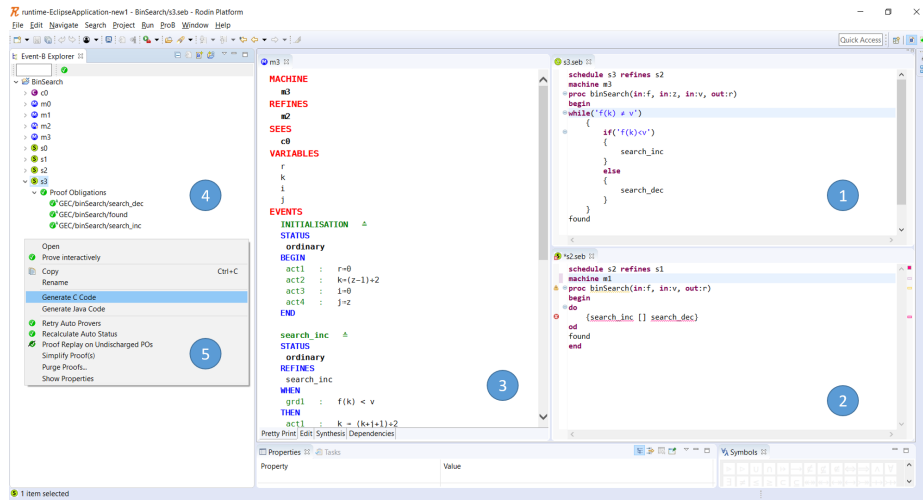 runtime-EclipseApplication-new1 - BinSearch/s3.seb - Rodin Platform
File Edit Navigate Search Project Run ProB Window Help
Quick Access
Event-B Explorer
BinSearch
c0
m0
m1
m2
m3
s0
s1
s2
s3
Proof Obligations
GEC/binSearch/search_dec
GEC/binSearch/found
GEC/binSearch/search_inc
4
Open
Prove interactively
Copy Ctrl+C
Rename
Generate C Code
Generate Java Code
Retry Auto Provers
Recalculate Auto Status
Proof Replay on Undischarged POs
Simplify Proof(s)
Purge Proofs...
Show Properties
5
m3
MACHINE
m3
REFINES
m2
SEES
c0
VARIABLES
r
k
i
j
EVENTS
INITIALISATION ≙
STATUS
ordinary
BEGIN
act1 : r≔0
act2 : k≔(z−1)÷2
act3 : i≔0
act4 : j≔z
END
search_inc ≙
STATUS
ordinary
REFINES
search_inc
WHEN
grd1 : f(k) < v
THEN
act1 : k ≔ (k+j+1)÷2
3
Pretty Print Edit Synthesis Dependencies
s3.seb
schedule s3 refines s2
machine m3
proc binSearch(in:f, in:z, in:v, out:r)
begin
while('f(k) ≠ v')
{
if('f(k)<v')
{
search_inc
}
else
{
search_dec
}
}
found
1
*s2.seb
schedule s2 refines s1
machine m1
proc binSearch(in:f, in:v, out:r)
begin
do
{search_inc [] search_dec}
od
found
end
2
Properties Tasks
Property Value
Symbols
1 item selected